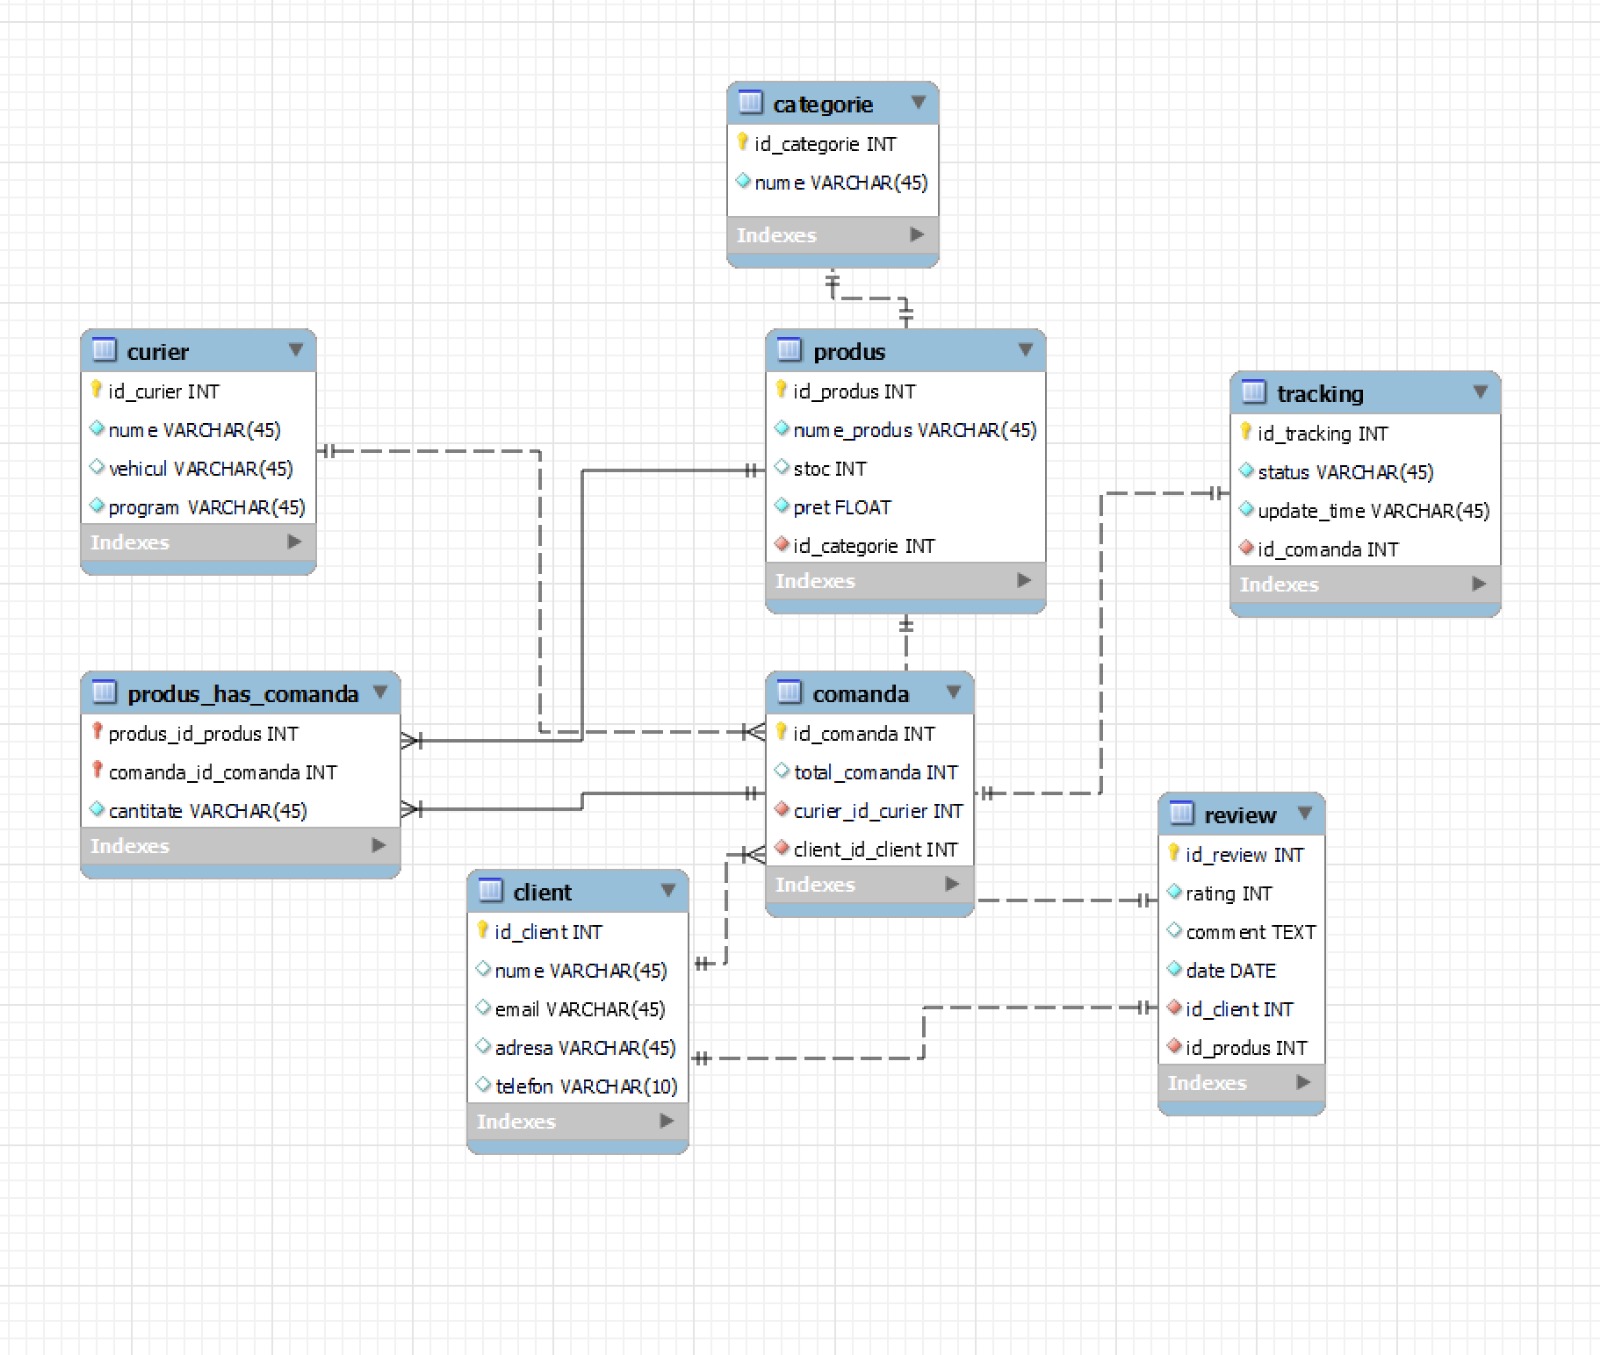 categorie
id_categorie INT
nume VARCHAR(45)
Indexes
curier
id_curier INT
nume VARCHAR(45)
vehicul VARCHAR(45)
program VARCHAR(45)
Indexes
produs
id_produs INT
nume_produs VARCHAR(45)
stoc INT
pret FLOAT
id_categorie INT
Indexes
tracking
id_tracking INT
status VARCHAR(45)
update_time VARCHAR(45)
id_comanda INT
Indexes
produs_has_comanda
produs_id_produs INT
comanda_id_comanda INT
cantitate VARCHAR(45)
Indexes
comanda
id_comanda INT
total_comanda INT
curier_id_curier INT
client_id_client INT
Indexes
review
id_review INT
rating INT
comment TEXT
date DATE
id_client INT
id_produs INT
Indexes
client
id_client INT
nume VARCHAR(45)
email VARCHAR(45)
adresa VARCHAR(45)
telefon VARCHAR(10)
Indexes